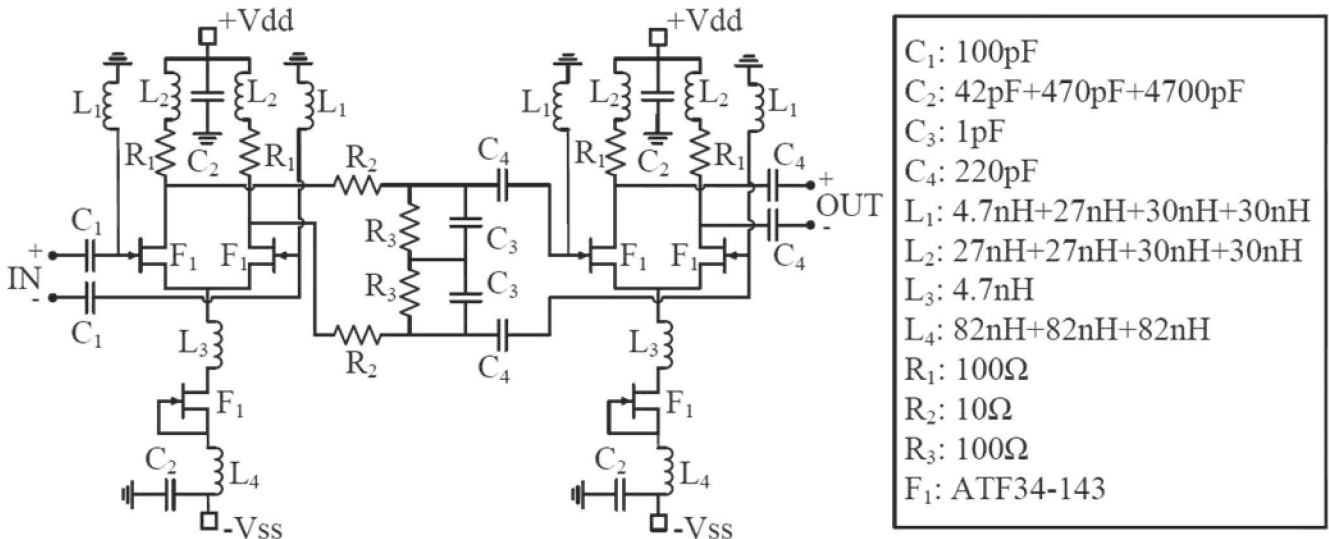 +Vdd
+Vdd
L₁
L₂
L₂
L₁
L₁
L₂
L₂
L₁
R₁
C₂
R₁
R₂
C₄
R₁
C₂
R₁
C₄
+
OUT
-
C₄
C₁
+
IN
-
C₁
F₁
F₁
R₃
C₃
R₃
C₃
F₁
F₁
R₂
C₄
L₃
L₃
F₁
F₁
C₂
L₄
C₂
L₄
-Vss
-Vss
C₁: 100pF
C₂: 42pF+470pF+4700pF
C₃: 1pF
C₄: 220pF
L₁: 4.7nH+27nH+30nH+30nH
L₂: 27nH+27nH+30nH+30nH
L₃: 4.7nH
L₄: 82nH+82nH+82nH
R₁: 100Ω
R₂: 10Ω
R₃: 100Ω
F₁: ATF34-143